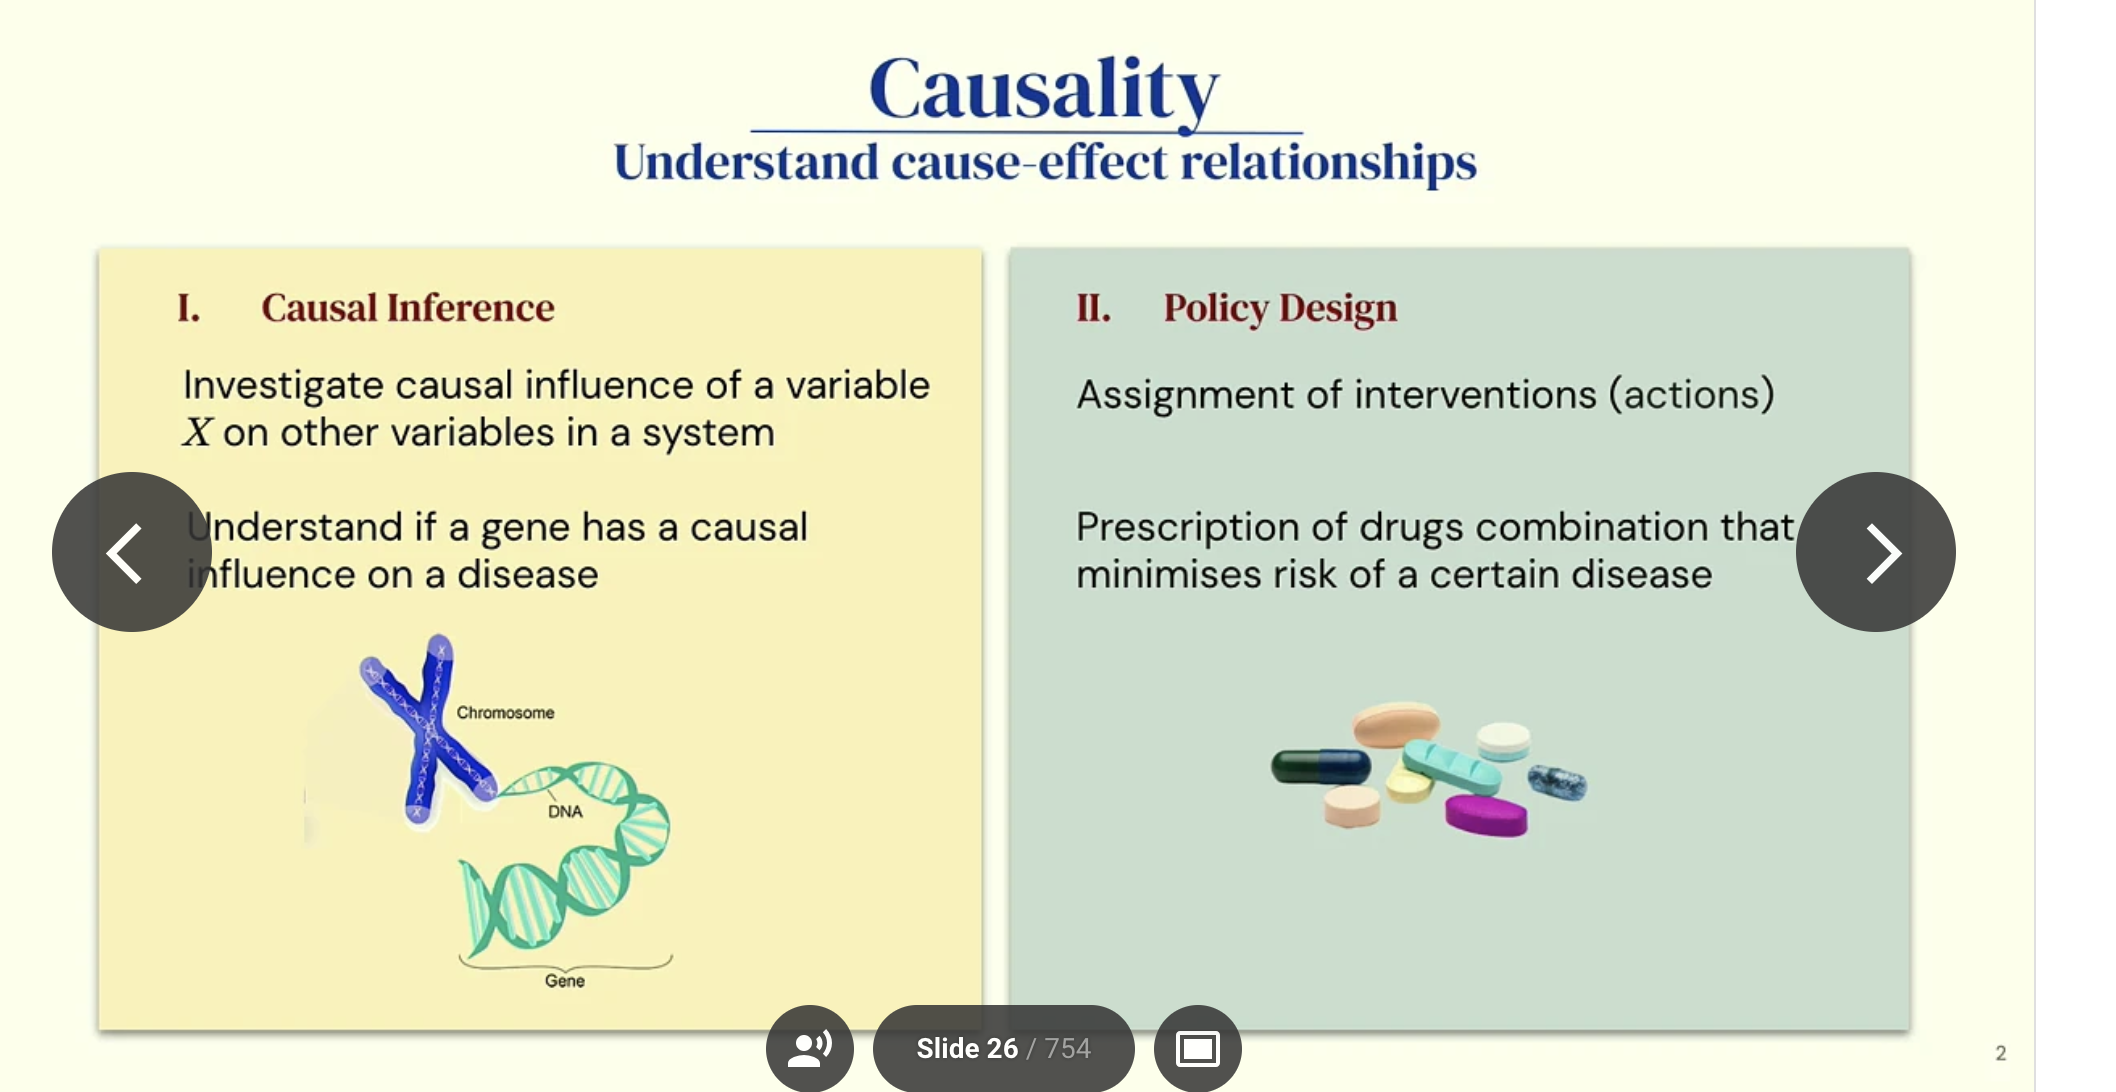 Causality
Understand cause-effect relationships
I. Causal Inference
Investigate causal influence of a variable
X on other variables in a system
Understand if a gene has a causal
influence on a disease
Chromosome
DNA
Gene
II. Policy Design
Assignment of interventions (actions)
Prescription of drugs combination that
minimises risk of a certain disease
Slide 26 / 754
2